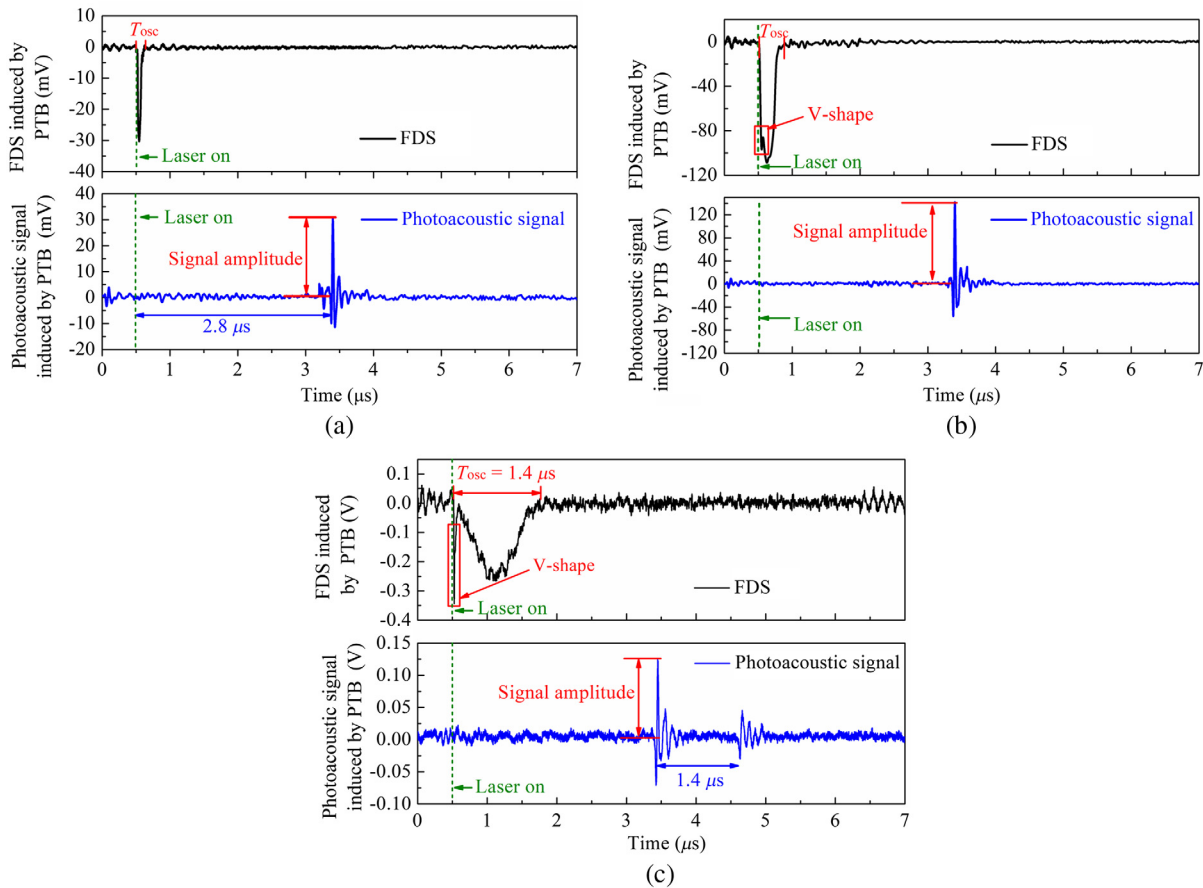 10
0
-10
-20
-30
-40
FDS induced by
PTB (mV)
Tosc
FDS
Laser on
40
30
20
10
0
-10
-20
Photoacoustic signal
induced by PTB (mV)
Laser on
Photoacoustic signal
Signal amplitude
2.8 μs
0 1 2 3 4 5 6 7
Time (μs)
(a)
0
-40
-80
-120
FDS induced by
PTB (mV)
Tosc
V-shape
FDS
Laser on
120
80
40
0
-40
-80
-120
Photoacoustic signal
induced by PTB (mV)
Photoacoustic signal
Signal amplitude
Laser on
0 1 2 3 4 5 6 7
Time (μs)
(b)
0.1
0.0
-0.1
-0.2
-0.3
-0.4
FDS induced
by PTB (V)
Tosc = 1.4 μs
V-shape
FDS
Laser on
0.15
0.10
0.05
0.00
-0.05
-0.10
Photoacoustic signal
induced by PTB (V)
Photoacoustic signal
Signal amplitude
1.4 μs
Laser on
0 1 2 3 4 5 6 7
Time (μs)
(c)